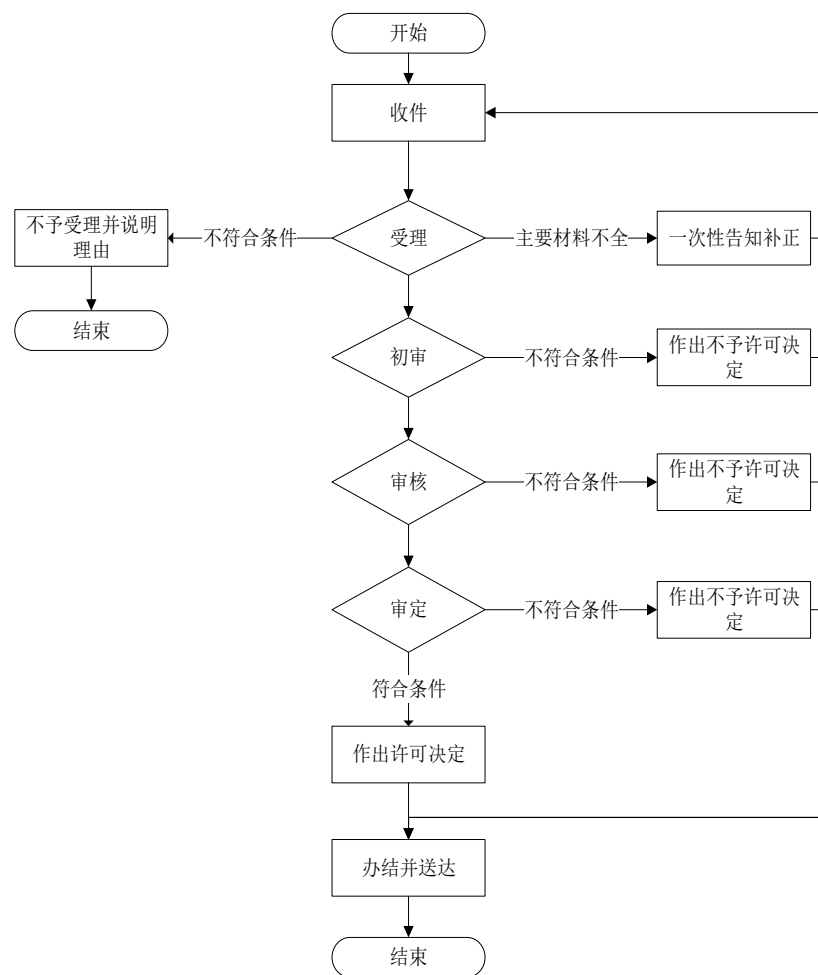 开始
收件
不予受理并说明
理由
不符合条件
受理
主要材料不全
一次性告知补正
结束
初审
不符合条件
作出不予许可决
定
审核
不符合条件
作出不予许可决
定
审定
不符合条件
作出不予许可决
定
符合条件
作出许可决定
办结并送达
结束